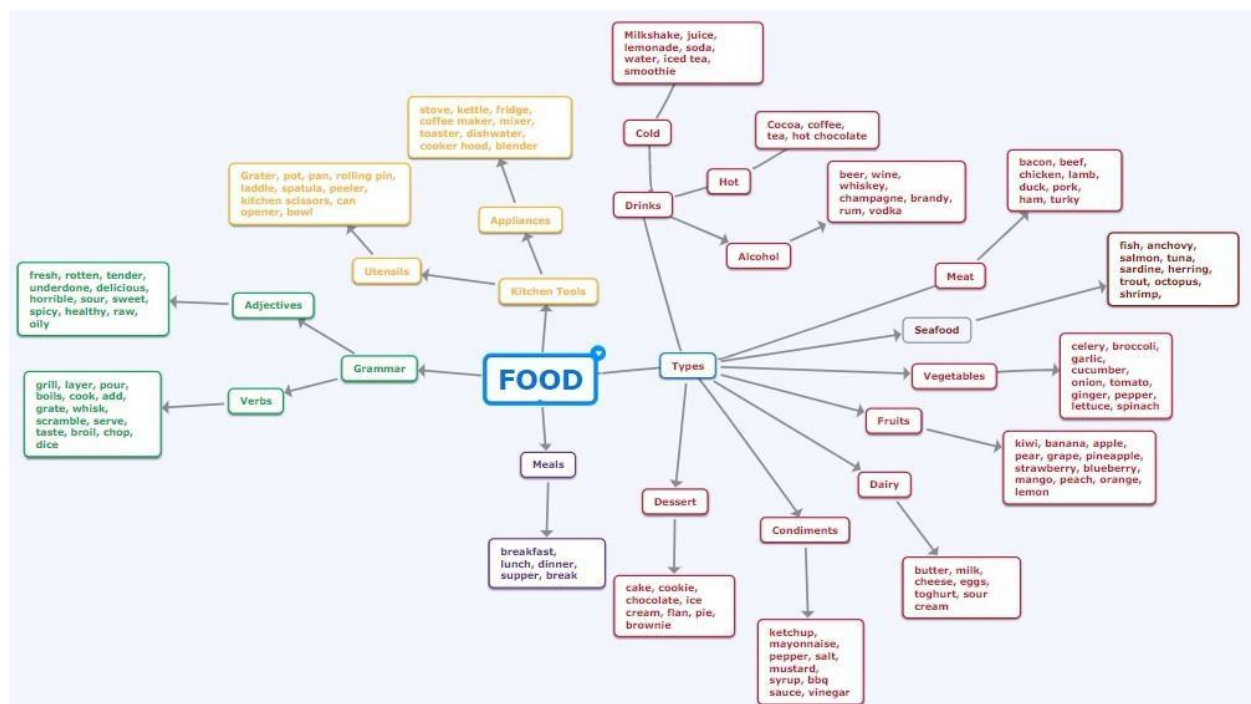 Milkshake, juice,
lemonade, soda,
water, iced tea,
smoothie
Cold
Cocoa, coffee,
tea, hot chocolate
Hot
beer, wine,
whiskey,
champagne, brandy,
rum, vodka
Alcohol
Drinks
stove, kettle, fridge,
coffee maker, mixer,
toaster, dishwater,
cooker hood, blender
Appliances
Grater, pot, pan, rolling pin,
laddle, spatula, peeler,
kitchen scissors, can
opener, bowl
Utensils
Kitchen Tools
fresh, rotten, tender,
underdone, delicious,
horrible, sour, sweet,
spicy, healthy, raw,
oily
Adjectives
grill, layer, pour,
boils, cook, add,
grate, whisk,
scramble, serve,
taste, broil, chop,
dice
Verbs
Grammar
FOOD
Types
Meals
breakfast,
lunch, dinner,
supper, break
bacon, beef,
chicken, lamb,
duck, pork,
ham, turky
Meat
fish, anchovy,
salmon, tuna,
sardine, herring,
trout, octopus,
shrimp,
Seafood
celery, broccoli,
garlic,
cucumber,
onion, tomato,
ginger, pepper,
lettuce, spinach
Vegetables
Fruits
kiwi, banana, apple,
pear, grape, pineapple,
strawberry, blueberry,
mango, peach, orange,
lemon
Dairy
butter, milk,
cheese, eggs,
toghurt, sour
cream
Condiments
ketchup,
mayonnaise,
pepper, salt,
mustard,
syrup, bbq
sauce, vinegar
Dessert
cake, cookie,
chocolate, ice
cream, flan, pie,
brownie